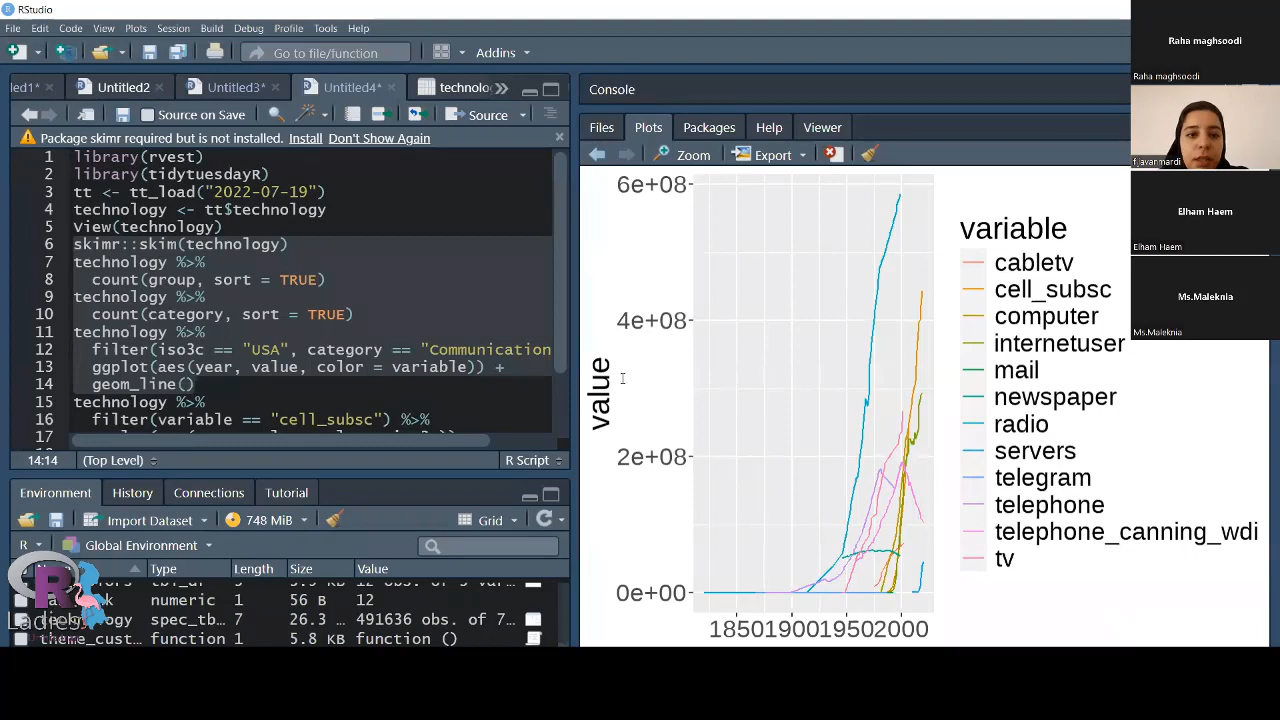 RStudio
File Edit Code View Plots Session Build Debug Profile Tools Help
Go to file/function
Addins
led1* Untitled2 Untitled3* Untitled4* technolo
Source on Save
Source
Package skimr required but is not installed. Install Don't Show Again
1 library(rvest)
2 library(tidytuesdayR)
3 tt <- tt_load("2022-07-19")
4 technology <- tt$technology
5 View(technology)
6 skimr::skim(technology)
7 technology %>%
8 count(group, sort = TRUE)
9 technology %>%
10 count(category, sort = TRUE)
11 technology %>%
12 filter(iso3c == "USA", category == "Communication
13 ggplot(aes(year, value, color = variable)) +
14 geom_line()
15 technology %>%
16 filter(variable == "cell_subsc") %>%
17
14:14 (Top Level) R Script
Environment History Connections Tutorial
Import Dataset 748 MiB Grid
R Global Environment
Type Length Size Value
numeric 1 56 B 12
spec_tb… 7 26.3 … 491636 obs. of 7…
theme_cust… function 1 5.8 KB function ()
R
Ladies
Console
Files Plots Packages Help Viewer
Zoom Export
6e+08
4e+08
2e+08
0e+00
value
1850 1900 1950 2000
variable
cabletv
cell_subsc
computer
internetuser
mail
newspaper
radio
servers
telegram
telephone
telephone_canning_wdi
tv
Raha maghsoodi
Raha maghsoodi
f.javanmardi
Elham Haem
Elham Haem
Ms.Maleknia
Ms.Maleknia